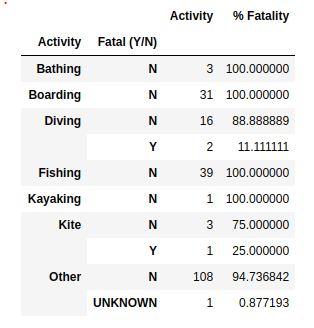 Activity % Fatality
Activity Fatal (Y/N)
Bathing N 3 100.000000
Boarding N 31 100.000000
Diving N 16 88.888889
Y 2 11.111111
Fishing N 39 100.000000
Kayaking N 1 100.000000
Kite N 3 75.000000
Y 1 25.000000
Other N 108 94.736842
UNKNOWN 1 0.877193